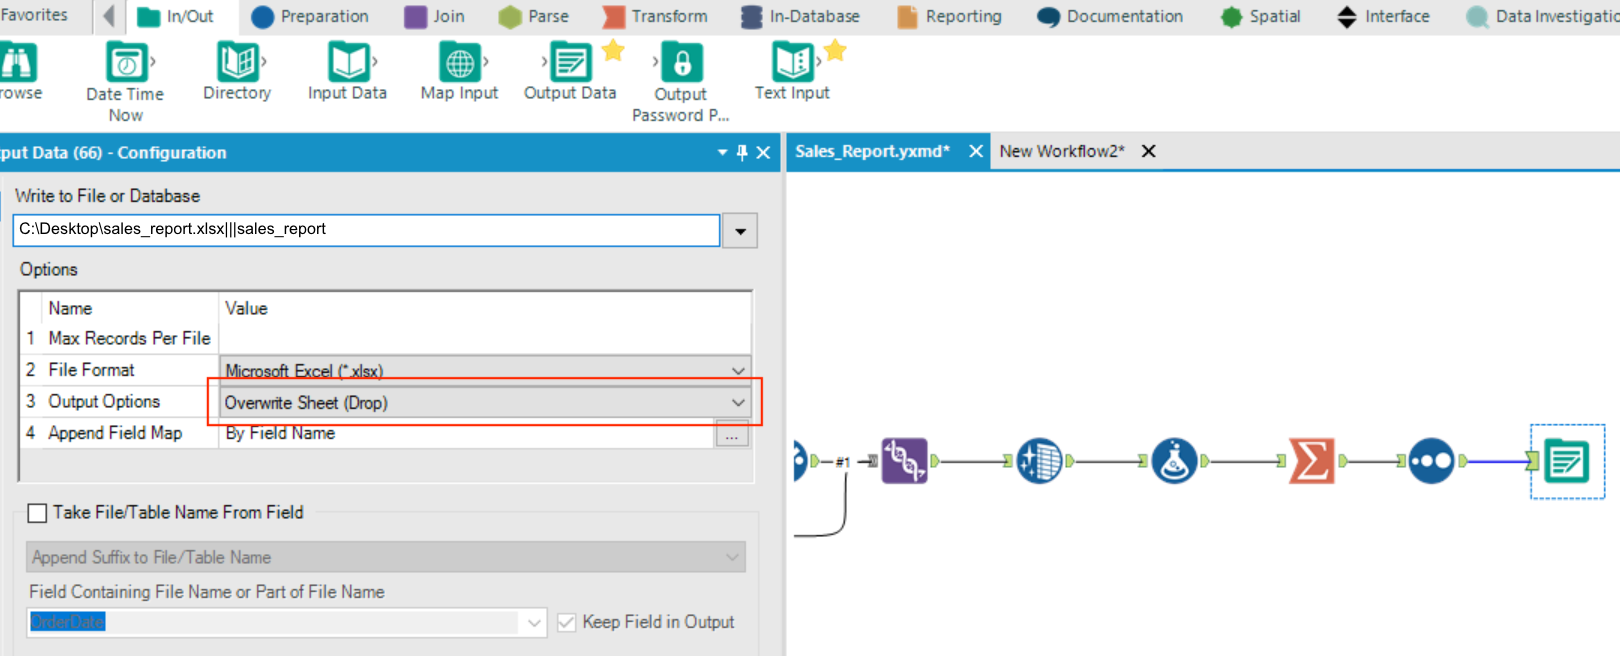 Favorites In/Out Preparation Join Parse Transform In-Database Reporting Documentation Spatial Interface Data Investigatio
rowse Date Time Now Directory Input Data Map Input Output Data Output Password P... Text Input
put Data (66) - Configuration
Sales_Report.yxmd* New Workflow2*
Write to File or Database
C:\Desktop\sales_report.xlsx|||sales_report
Options
Name Value
1 Max Records Per File
2 File Format Microsoft Excel (*.xlsx)
3 Output Options Overwrite Sheet (Drop)
4 Append Field Map By Field Name ...
#1
Take File/Table Name From Field
Append Suffix to File/Table Name
Field Containing File Name or Part of File Name
OrderDate Keep Field in Output